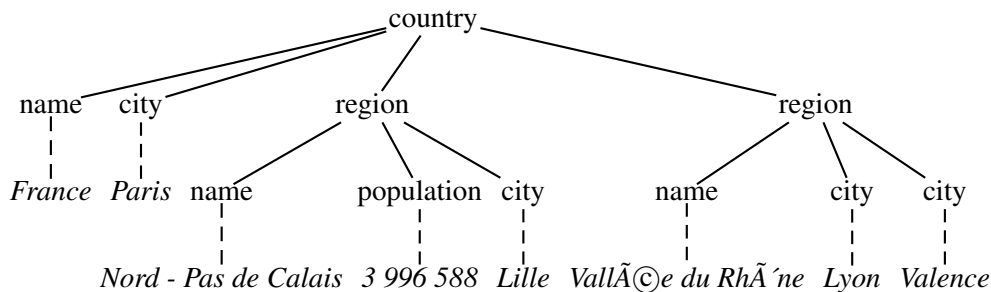 country
name city region region
France Paris name population city name city city
Nord - Pas de Calais 3 996 588 Lille VallÃ©e du RhÃ´ne Lyon Valence